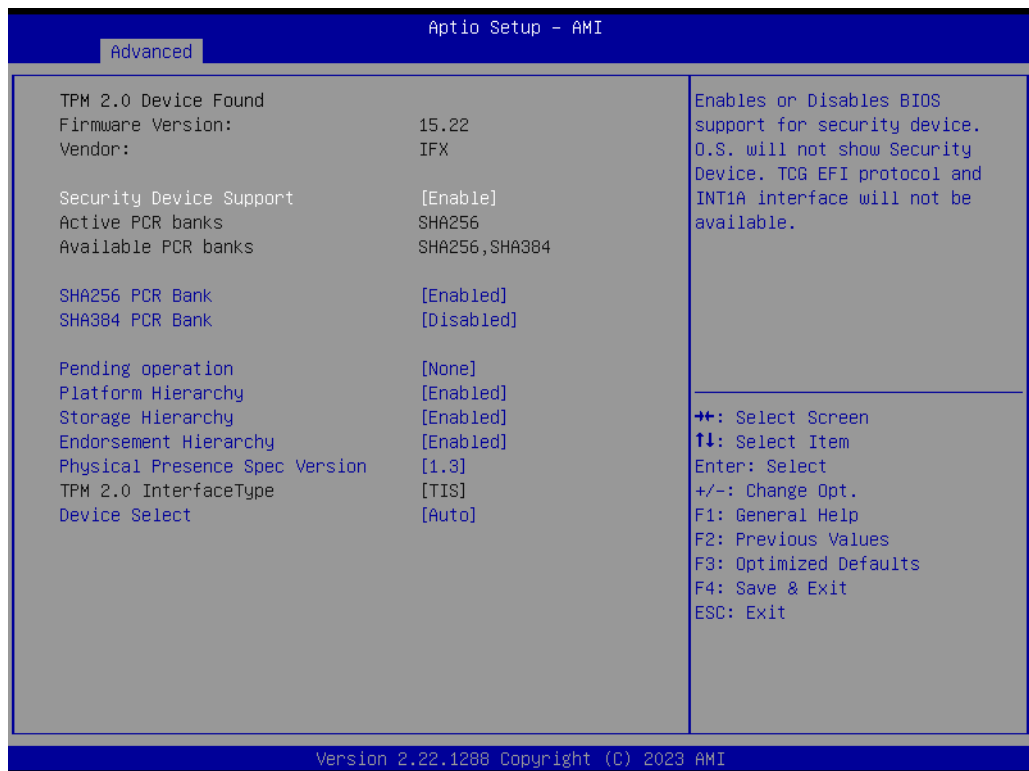 Aptio Setup – AMI
Advanced
TPM 2.0 Device Found
Firmware Version: 15.22
Vendor: IFX
Security Device Support [Enable]
Active PCR banks SHA256
Available PCR banks SHA256,SHA384
SHA256 PCR Bank [Enabled]
SHA384 PCR Bank [Disabled]
Pending operation [None]
Platform Hierarchy [Enabled]
Storage Hierarchy [Enabled]
Endorsement Hierarchy [Enabled]
Physical Presence Spec Version [1.3]
TPM 2.0 InterfaceType [TIS]
Device Select [Auto]
Enables or Disables BIOS
support for security device.
O.S. will not show Security
Device. TCG EFI protocol and
INT1A interface will not be
available.
→←: Select Screen
↑↓: Select Item
Enter: Select
+/-: Change Opt.
F1: General Help
F2: Previous Values
F3: Optimized Defaults
F4: Save & Exit
ESC: Exit
Version 2.22.1288 Copyright (C) 2023 AMI